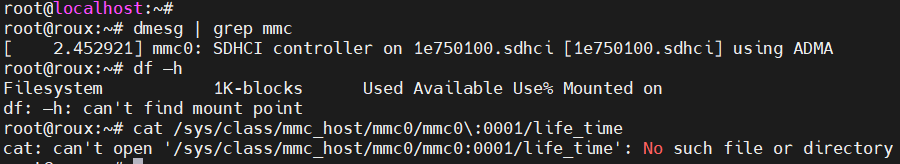 root@localhost:~#
root@roux:~# dmesg | grep mmc
[    2.452921] mmc0: SDHCI controller on 1e750100.sdhci [1e750100.sdhci] using ADMA
root@roux:~# df –h
Filesystem           1K-blocks      Used Available Use% Mounted on
df: –h: can't find mount point
root@roux:~# cat /sys/class/mmc_host/mmc0/mmc0\:0001/life_time
cat: can't open '/sys/class/mmc_host/mmc0/mmc0:0001/life_time': No such file or directory
root@roux:~#